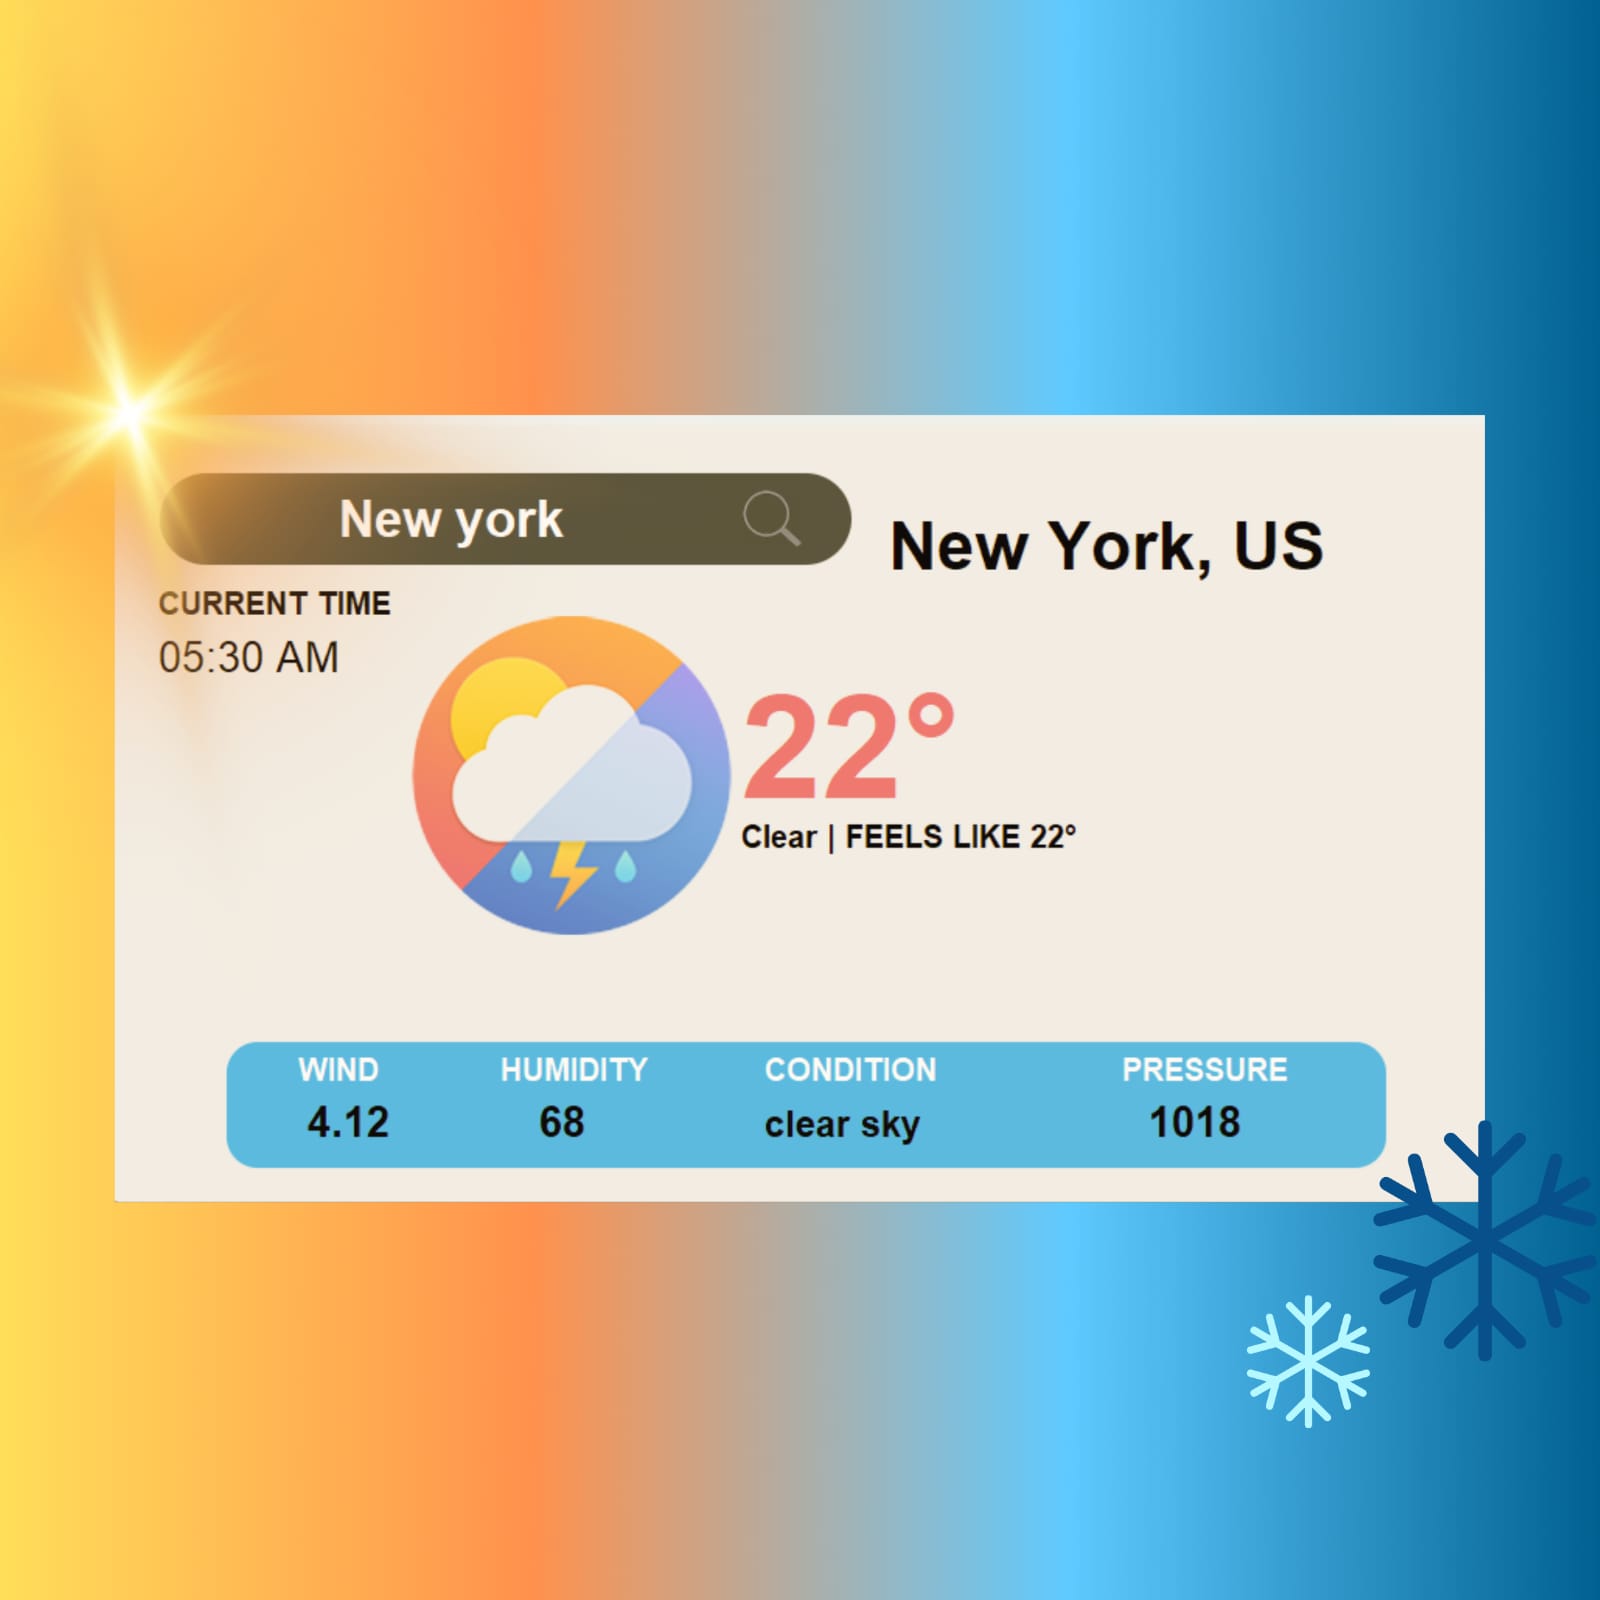 New york
New York, US
CURRENT TIME
05:30 AM
22°
Clear | FEELS LIKE 22°
WIND HUMIDITY CONDITION PRESSURE
4.12 68 clear sky 1018